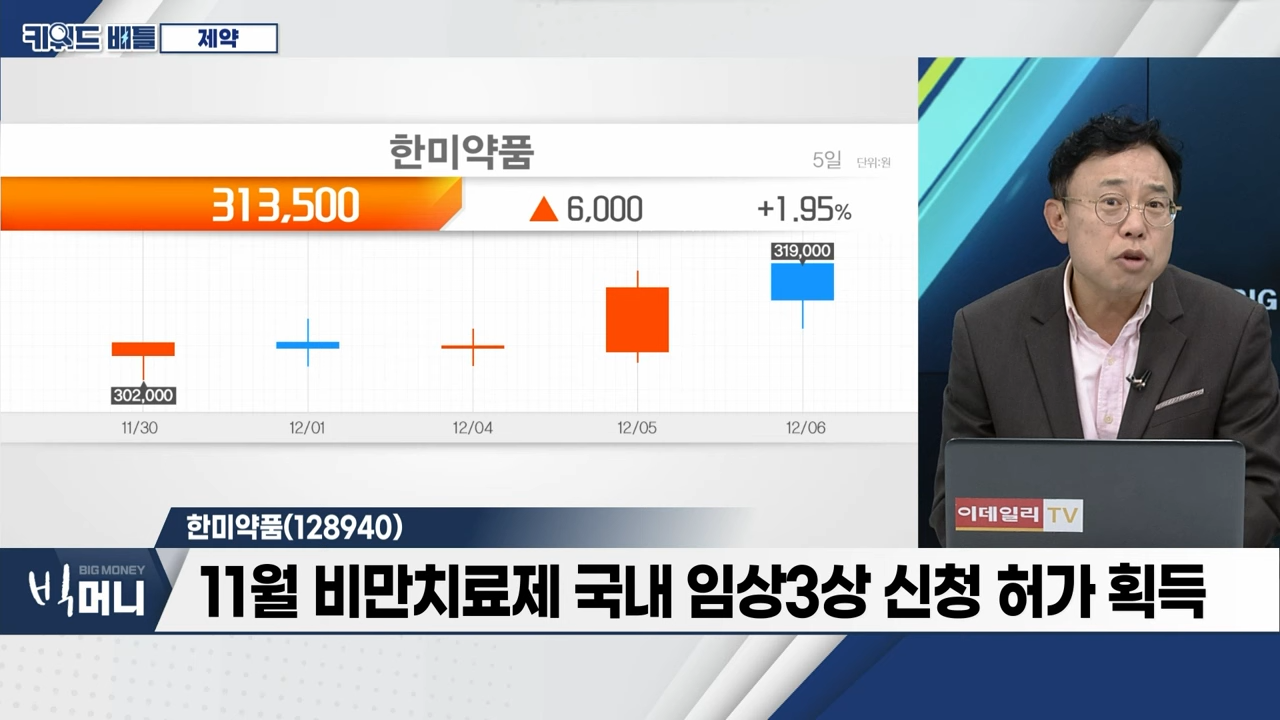 키워드 배틀 제약
한미약품
5일 단위:원
313,500 ▲ 6,000 +1.95%
319,000
302,000
11/30 12/01 12/04 12/05 12/06
BIG
이데일리 TV
한미약품(128940)
빅머니 BIG MONEY
11월 비만치료제 국내 임상3상 신청 허가 획득